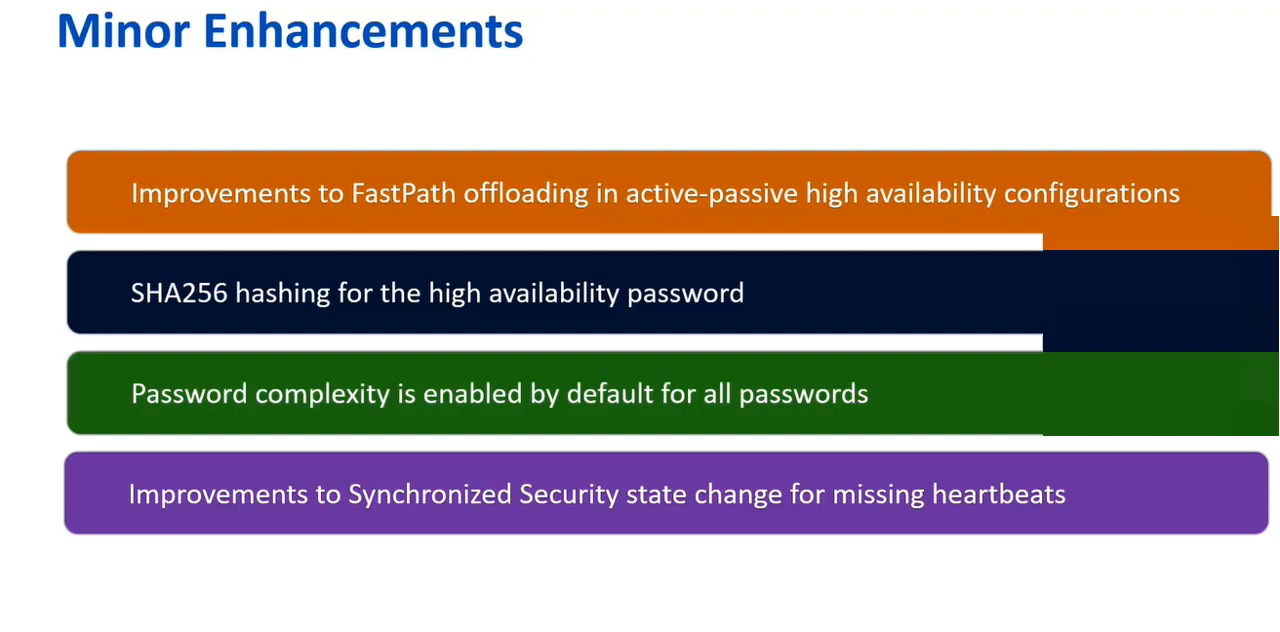 Minor Enhancements
Improvements to FastPath offloading in active-passive high availability configurations
SHA256 hashing for the high availability password
Password complexity is enabled by default for all passwords
Improvements to Synchronized Security state change for missing heartbeats